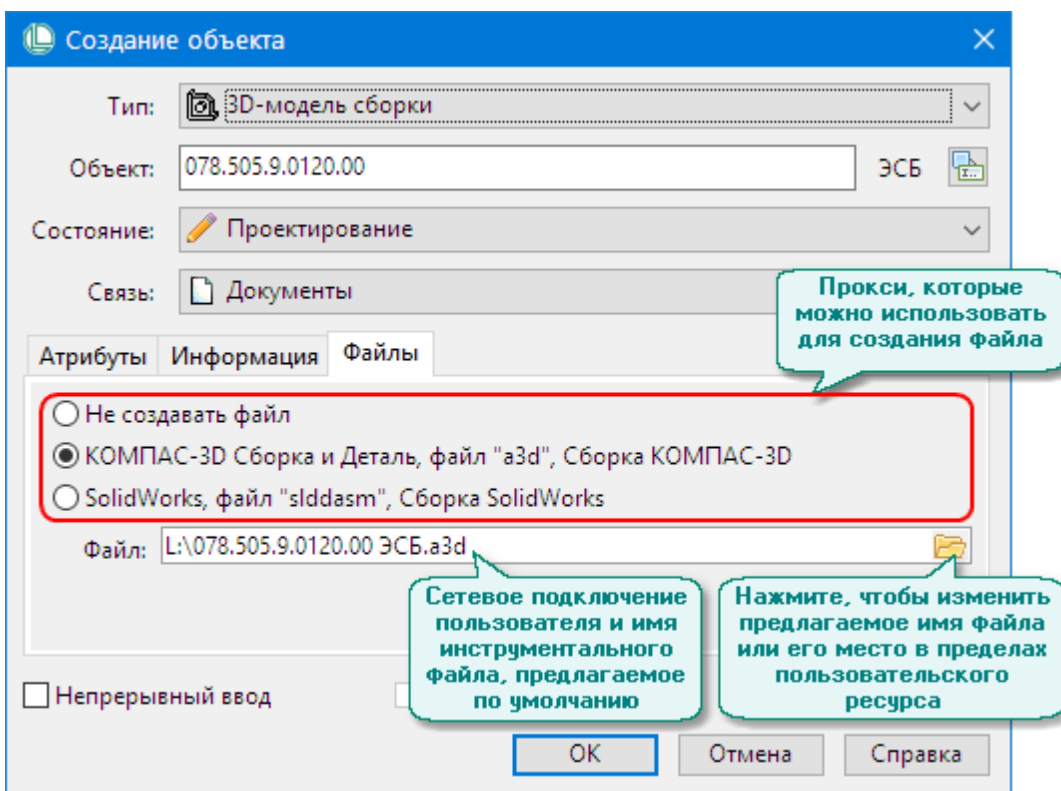 Создание объекта
Тип: 3D-модель сборки
Объект: 078.505.9.0120.00 ЭСБ
Состояние: Проектирование
Связь: Документы
Прокси, которые
можно использовать
для создания файла
Атрибуты Информация Файлы
Не создавать файл
КОМПАС-3D Сборка и Деталь, файл "a3d", Сборка КОМПАС-3D
SolidWorks, файл "slddasm", Сборка SolidWorks
Файл: L:\078.505.9.0120.00 ЭСБ.a3d
Сетевое подключение
пользователя и имя
инструментального
файла, предлагаемое
по умолчанию
Нажмите, чтобы изменить
предлагаемое имя файла
или его место в пределах
пользовательского
ресурса
Непрерывный ввод
ОК Отмена Справка